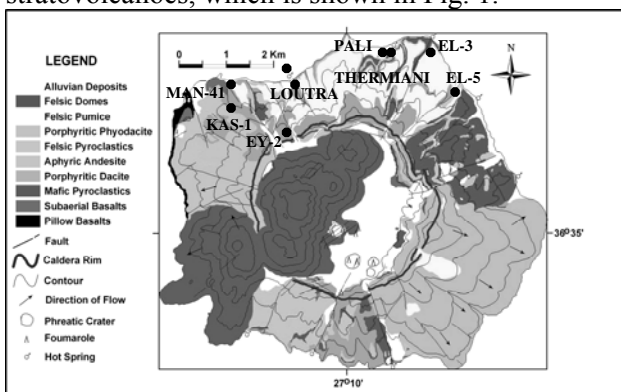 stratovolcanoes, which is shown in Fig. 1.
LEGEND
Alluvian Deposits
Felsic Domes
Felsic Pumice
Porphyritic Phyodacite
Felsic Pyroclastics
Aphyric Andesite
Porphyritic Dacite
Mafic Pyroclastics
Subaerial Basalts
Pillow Basalts
Fault
Caldera Rim
Contour
Direction of Flow
Phreatic Crater
Foumarole
Hot Spring
0 1 2 Km
PALI
EL-3
N
THERMIANI
EL-5
MAN-41
LOUTRA
KAS-1
EY-2
36°35'
27°10'